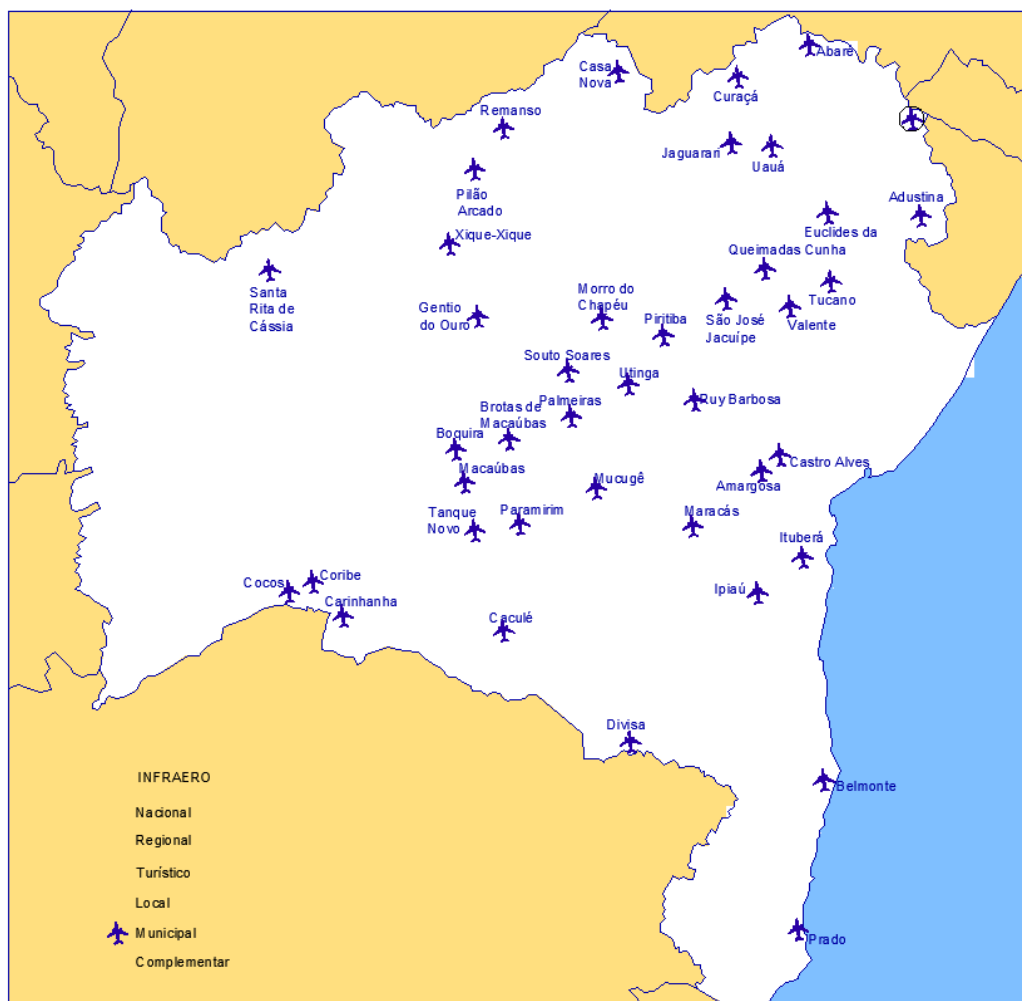 Abaré
Casa
Nova
Curaçá
Remanso
Jaguarari
Uauá
Pilão
Arcado
Adustina
Xique-Xique
Euclides da
Cunha
Queimadas
Santa
Rita de
Cássia
Gentio
do Ouro
Morro do
Chapéu
Piritiba
São José
Jacuípe
Tucano
Valente
Souto Soares
Utinga
Ruy Barbosa
Palmeiras
Brotas de
Macaúbas
Boquira
Macaúbas
Castro Alves
Amargosa
Mucugê
Tanque
Novo
Paramirim
Maracás
Ituberá
Cocos
Coribe
Carinhanha
Ipiaú
Caculé
Divisa
Belmonte
Prado
INFRAERO
Nacional
Regional
Turístico
Local
Municipal
Complementar